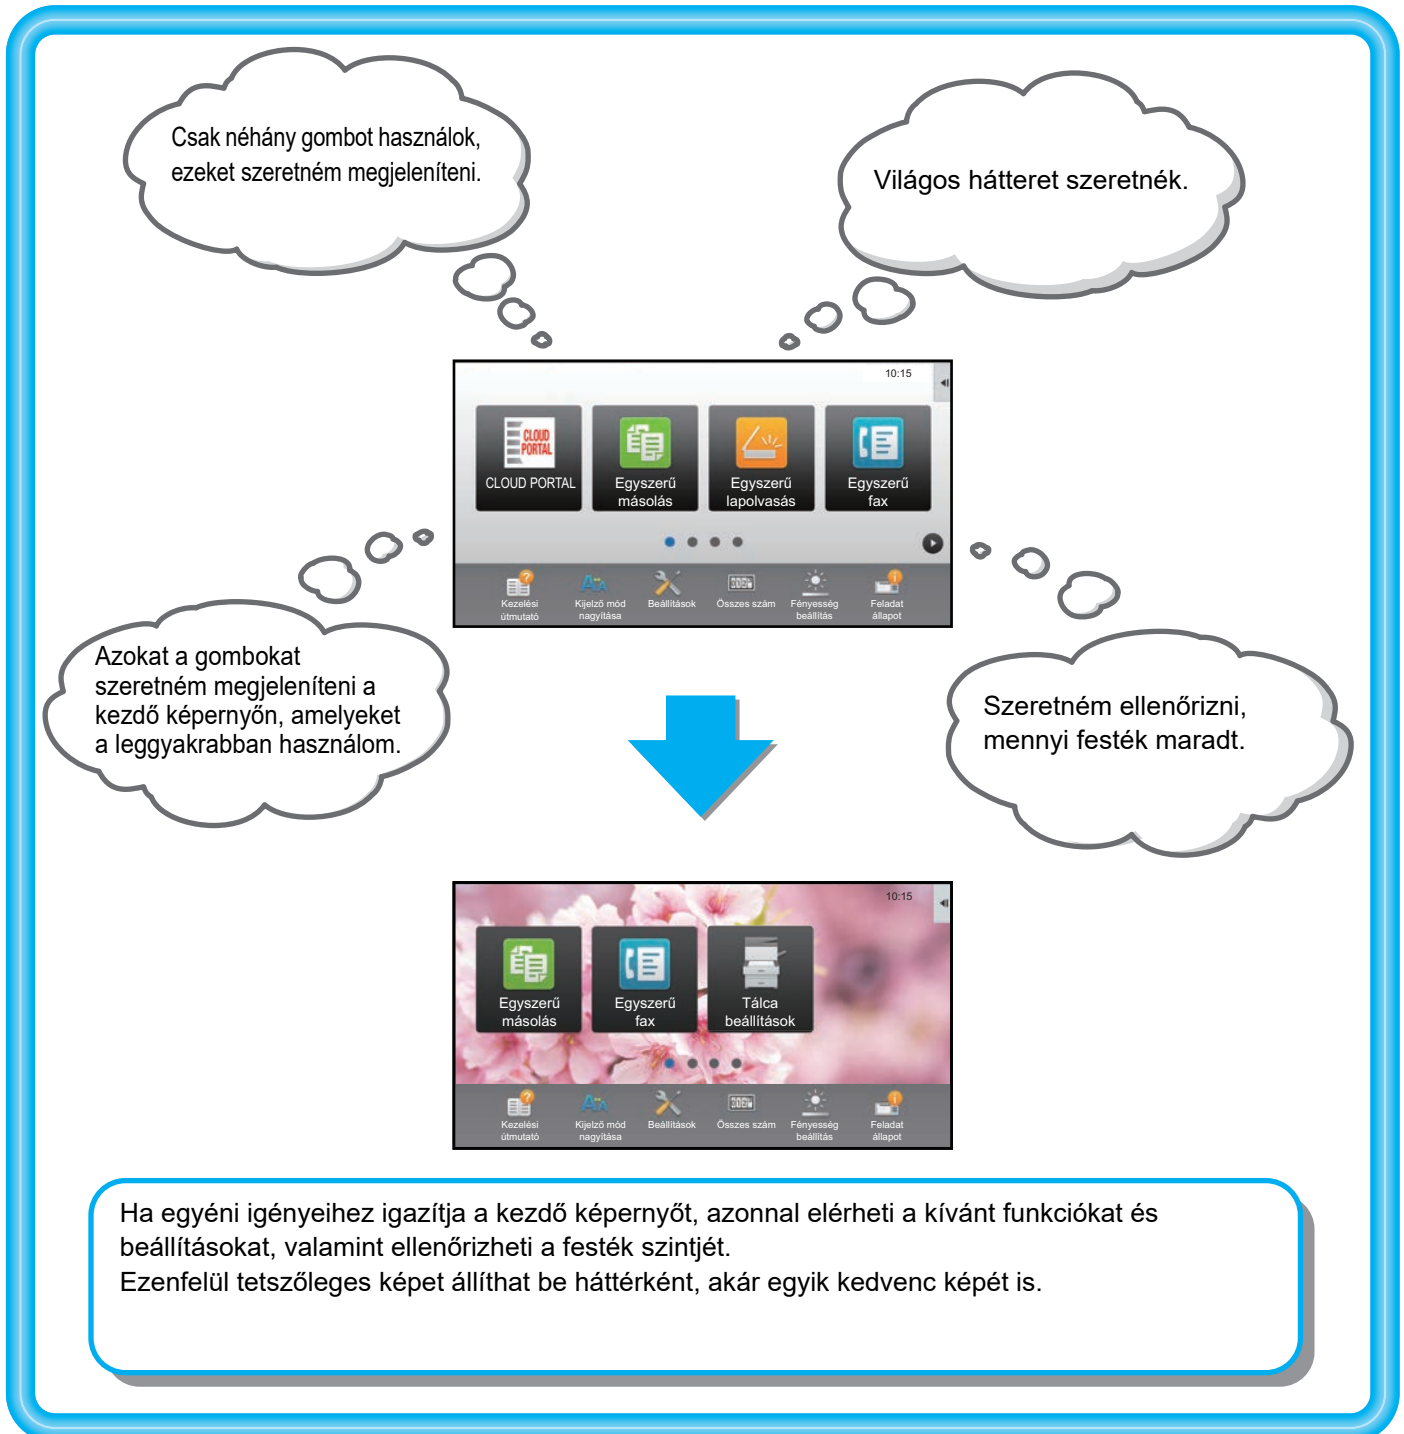 Csak néhány gombot használok,
ezeket szeretném megjeleníteni.
Világos hátteret szeretnék.
10:15
CLOUD
PORTAL
CLOUD PORTAL
Egyszerű
másolás
Egyszerű
lapolvasás
Egyszerű
fax
Kezelési
útmutató
Kijelző mód
nagyítása
Beállítások
Összes szám
Fényesség
beállítás
Feladat
állapot
Azokat a gombokat
szeretném megjeleníteni a
kezdő képernyőn, amelyeket
a leggyakrabban használom.
Szeretném ellenőrizni,
mennyi festék maradt.
10:15
Egyszerű
másolás
Egyszerű
fax
Tálca
beállítások
Kezelési
útmutató
Kijelző mód
nagyítása
Beállítások
Összes szám
Fényesség
beállítás
Feladat
állapot
Ha egyéni igényeihez igazítja a kezdő képernyőt, azonnal elérheti a kívánt funkciókat és
beállításokat, valamint ellenőrizheti a festék szintjét.
Ezenfelül tetszőleges képet állíthat be háttérként, akár egyik kedvenc képét is.